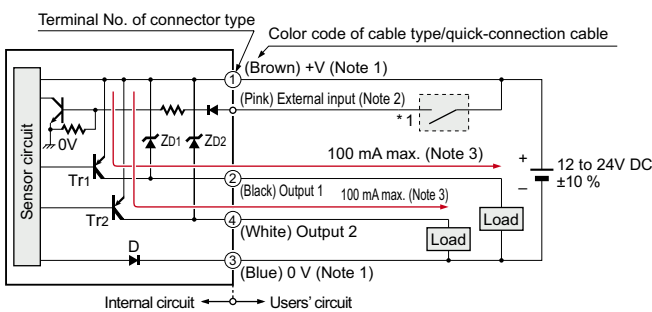 Terminal No. of connector type
Color code of cable type/quick-connection cable
1 (Brown) +V (Note 1)
(Pink) External input (Note 2)
* 1
0V
ZD1 ZD2
Sensor circuit
100 mA max. (Note 3)
+
12 to 24V DC
±10 %
–
Tr1
2
(Black) Output 1
100 mA max. (Note 3)
Tr2
4
(White) Output 2
Load
Load
D
3
(Blue) 0 V (Note 1)
Internal circuit
Users' circuit